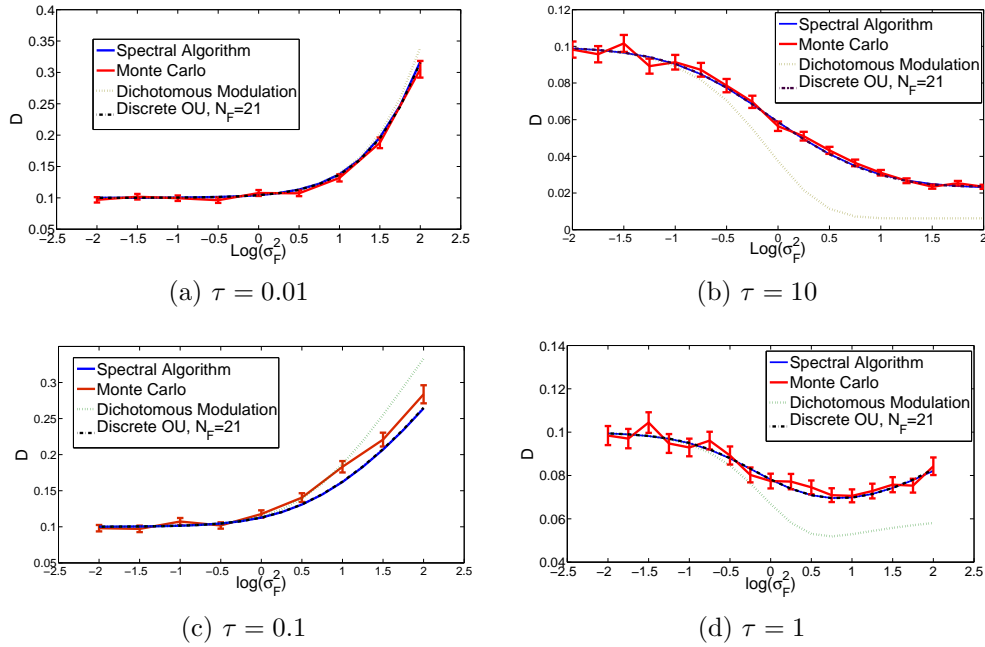 D
0.4
0.35
0.3
0.25
0.2
0.15
0.1
0.05
−2.5 −2 −1.5 −1 −0.5 0 0.5 1 1.5 2 2.5
Log(σ_F^2)
Spectral Algorithm
Monte Carlo
Dichotomous Modulation
Discrete OU, N_F=21
(a) τ = 0.01
D
0.12
0.1
0.08
0.06
0.04
0.02
0
−2 −1.5 −1 −0.5 0 0.5 1 1.5 2
Log(σ_F^2)
Spectral Algorithm
Monte Carlo
Dichotomous Modulation
Discrete OU, N_F=21
(b) τ = 10
D
0.3
0.25
0.2
0.15
0.1
0.05
−2.5 −2 −1.5 −1 −0.5 0 0.5 1 1.5 2 2.5
log(σ_F^2)
Spectral Algorithm
Monte Carlo
Dichotomous Modulation
Discrete OU, N_F=21
(c) τ = 0.1
D
0.14
0.12
0.1
0.08
0.06
0.04
−2.5 −2 −1.5 −1 −0.5 0 0.5 1 1.5 2 2.5
log(σ_F^2)
Spectral Algorithm
Monte Carlo
Dichotomous Modulation
Discrete OU, N_F=21
(d) τ = 1